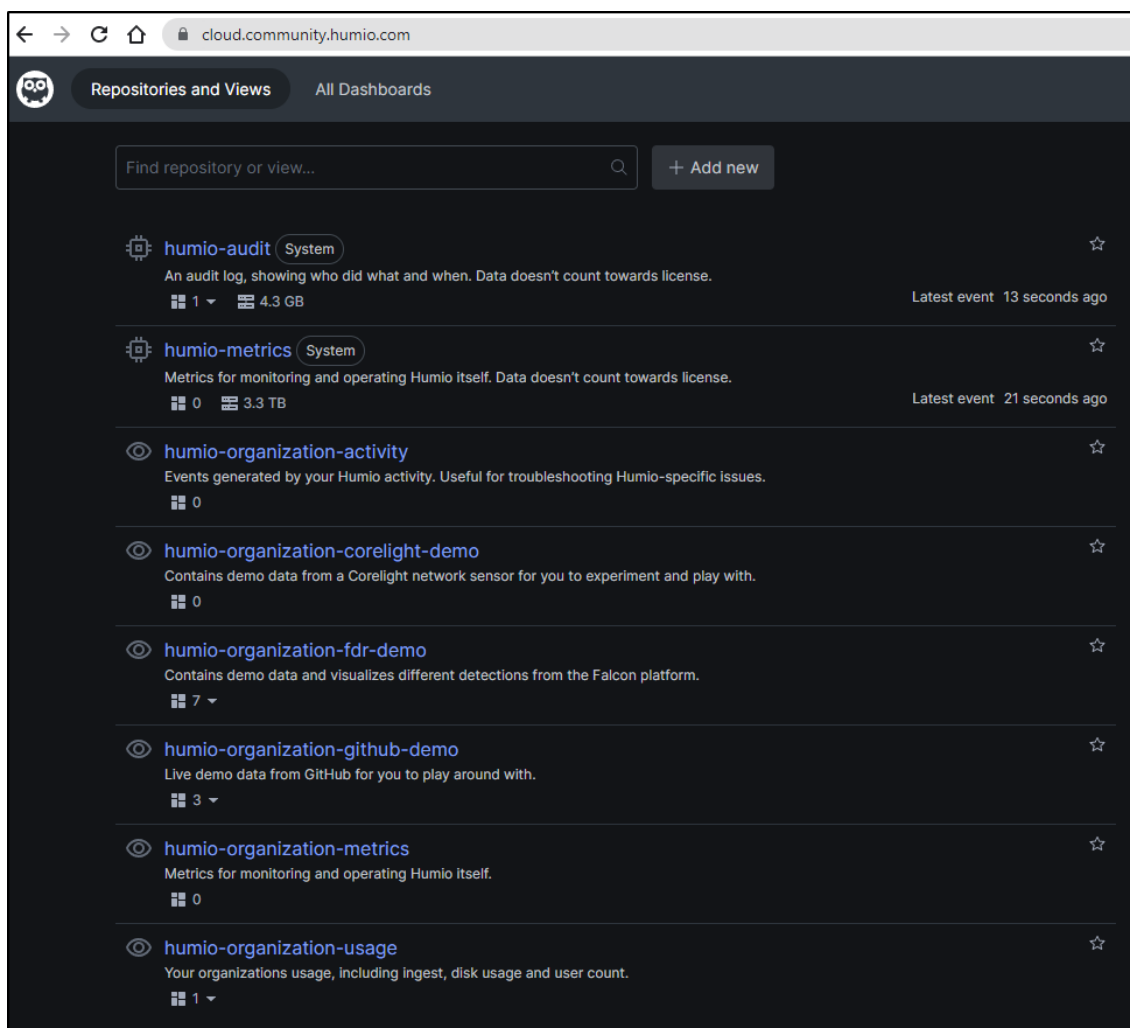 cloud.community.humio.com
Repositories and Views All Dashboards
Find repository or view... + Add new
humio-audit System
An audit log, showing who did what and when. Data doesn't count towards license.
1 4.3 GB Latest event 13 seconds ago
humio-metrics System
Metrics for monitoring and operating Humio itself. Data doesn't count towards license.
0 3.3 TB Latest event 21 seconds ago
humio-organization-activity
Events generated by your Humio activity. Useful for troubleshooting Humio-specific issues.
0
humio-organization-corelight-demo
Contains demo data from a Corelight network sensor for you to experiment and play with.
0
humio-organization-fdr-demo
Contains demo data and visualizes different detections from the Falcon platform.
7
humio-organization-github-demo
Live demo data from GitHub for you to play around with.
3
humio-organization-metrics
Metrics for monitoring and operating Humio itself.
0
humio-organization-usage
Your organizations usage, including ingest, disk usage and user count.
1